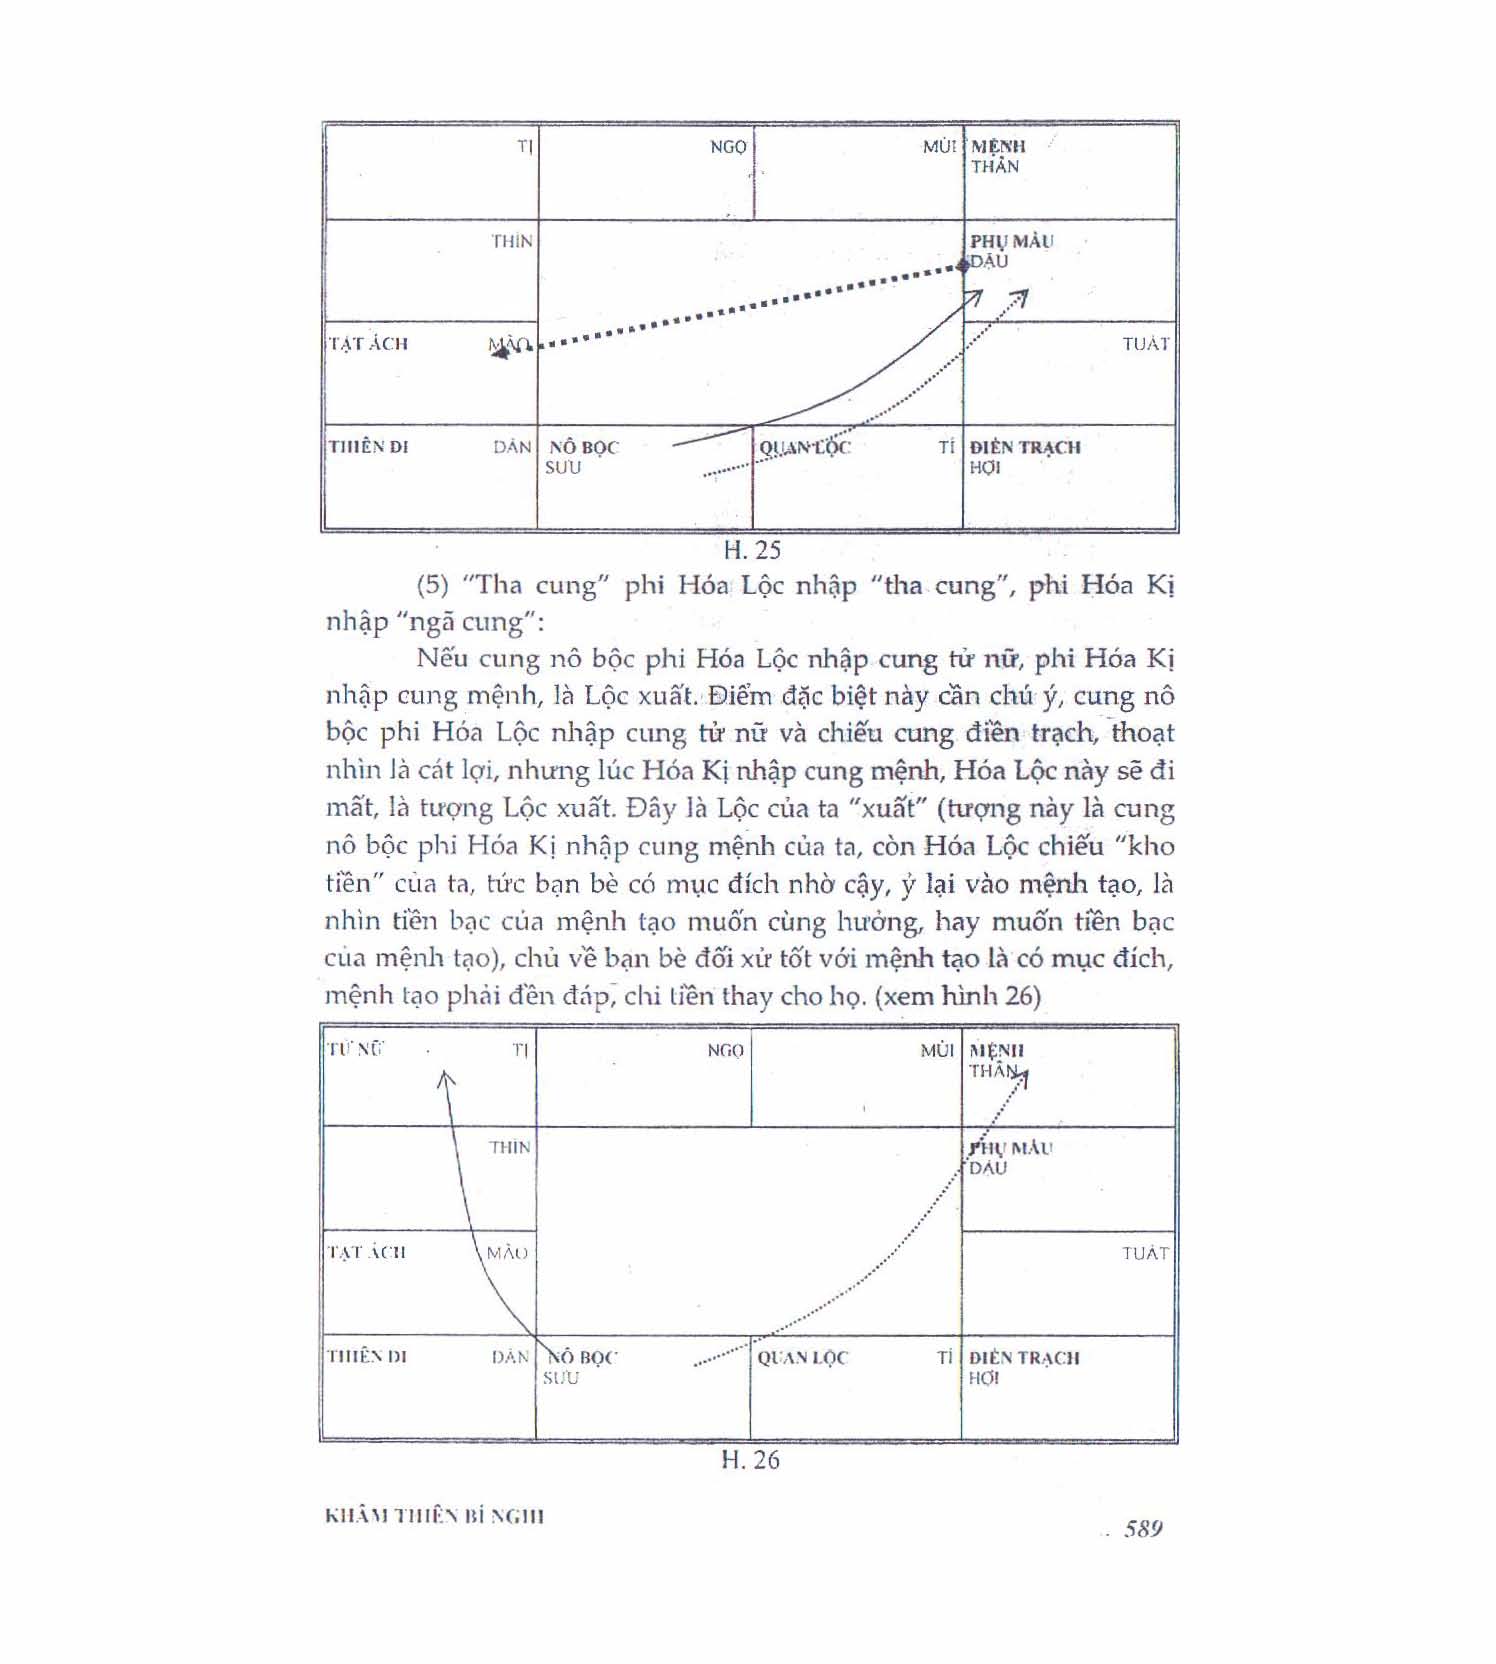 TỊ NGỌ MÙI MỆNH
THÂN
THÌN PHỤ MẪU
DẬU
TẬT ÁCH MÃO TUẤT
THIÊN DI DẦN NÔ BỘC QUAN LỘC TÍ ĐIỀN TRẠCH
SỬU HỢI
H. 25
(5) "Tha cung" phi Hóa Lộc nhập "tha cung", phi Hóa Kị
nhập "ngã cung":
Nếu cung nô bộc phi Hóa Lộc nhập cung tử nữ, phi Hóa Kị
nhập cung mệnh, là Lộc xuất. Điểm đặc biệt này cần chú ý, cung nô
bộc phi Hóa Lộc nhập cung tử nữ và chiếu cung điền trạch, thoạt
nhìn là cát lợi, nhưng lúc Hóa Kị nhập cung mệnh, Hóa Lộc này sẽ đi
mất, là tượng Lộc xuất. Đây là Lộc của ta "xuất" (tượng này là cung
nô bộc phi Hóa Kị nhập cung mệnh của ta, còn Hóa Lộc chiếu "kho
tiền" của ta, tức bạn bè có mục đích nhờ cậy, ỷ lại vào mệnh tạo, là
nhìn tiền bạc của mệnh tạo muốn cùng hưởng, hay muốn tiền bạc
của mệnh tạo), chủ về bạn bè đối xử tốt với mệnh tạo là có mục đích,
mệnh tạo phải đền đáp, chi tiền thay cho họ. (xem hình 26)
TỬ NỮ TỊ NGỌ MÙI MỆNH
THÂN
THÌN PHỤ MẪU
DẬU
TẬT ÁCH MÃO TUẤT
THIÊN DI DẦN NÔ BỘC QUAN LỘC TÍ ĐIỀN TRẠCH
SỬU HỢI
H. 26
KHÂM THIÊN BÍ NGHI
589